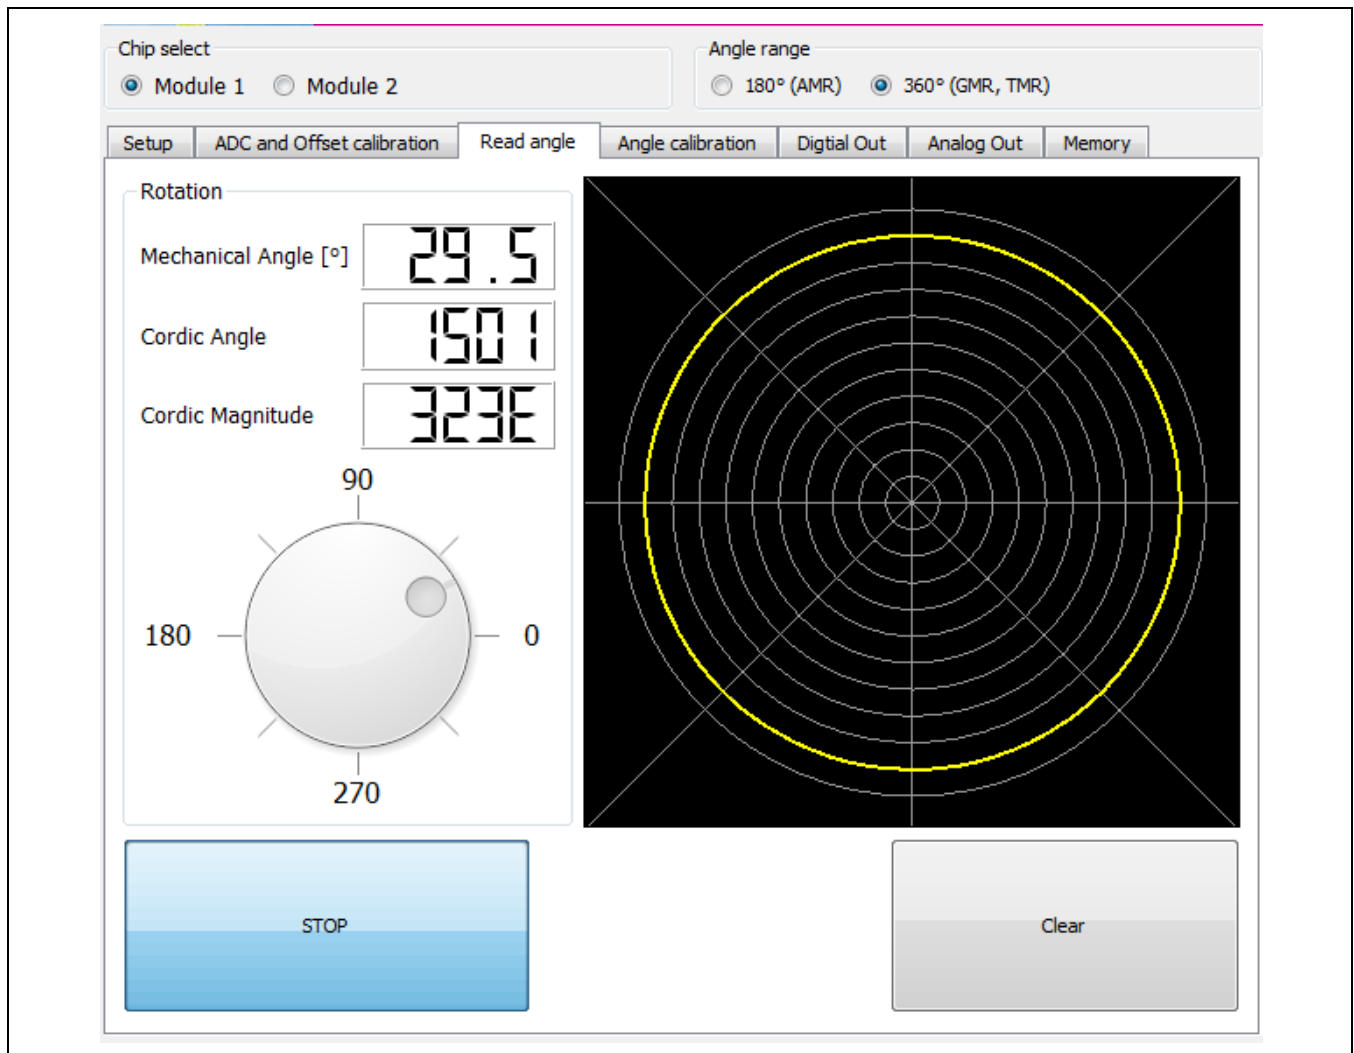 Chip select
Module 1
Module 2
Angle range
180° (AMR)
360° (GMR, TMR)
Setup
ADC and Offset calibration
Read angle
Angle calibration
Digtial Out
Analog Out
Memory
Rotation
Mechanical Angle [°]
29.5
Cordic Angle
1501
Cordic Magnitude
323E
90
180
0
270
STOP
Clear